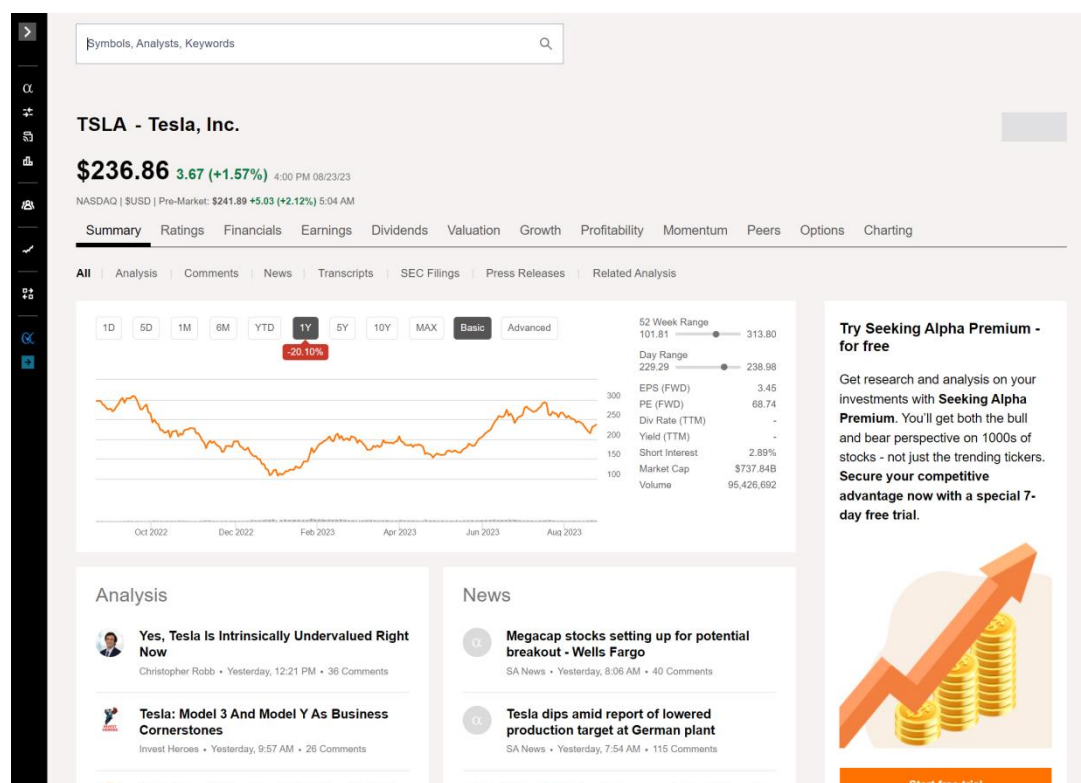 Symbols, Analysts, Keywords
α
TSLA - Tesla, Inc.
$236.86 3.67 (+1.57%) 4:00 PM 08/23/23
NASDAQ | $USD | Pre-Market: $241.89 +5.03 (+2.12%) 5:04 AM
Summary Ratings Financials Earnings Dividends Valuation Growth Profitability Momentum Peers Options Charting
All | Analysis | Comments | News | Transcripts | SEC Filings | Press Releases | Related Analysis
1D 5D 1M 6M YTD 1Y 5Y 10Y MAX Basic Advanced
-20.10%
300
250
200
150
100
Oct 2022 Dec 2022 Feb 2023 Apr 2023 Jun 2023 Aug 2023
52 Week Range
101.81 313.80
Day Range
229.29 238.98
EPS (FWD) 3.45
PE (FWD) 68.74
Div Rate (TTM) -
Yield (TTM) -
Short Interest 2.89%
Market Cap $737.84B
Volume 95,426,692
Try Seeking Alpha Premium -
for free
Get research and analysis on your
investments with Seeking Alpha
Premium. You'll get both the bull
and bear perspective on 1000s of
stocks - not just the trending tickers.
Secure your competitive
advantage now with a special 7-
day free trial.
Start free trial
Analysis
Yes, Tesla Is Intrinsically Undervalued Right
Now
Christopher Robb • Yesterday, 12:21 PM • 36 Comments
INVEST
HEROES
Tesla: Model 3 And Model Y As Business
Cornerstones
Invest Heroes • Yesterday, 9:57 AM • 26 Comments
News
α
Megacap stocks setting up for potential
breakout - Wells Fargo
SA News • Yesterday, 8:06 AM • 40 Comments
α
Tesla dips amid report of lowered
production target at German plant
SA News • Yesterday, 7:54 AM • 115 Comments